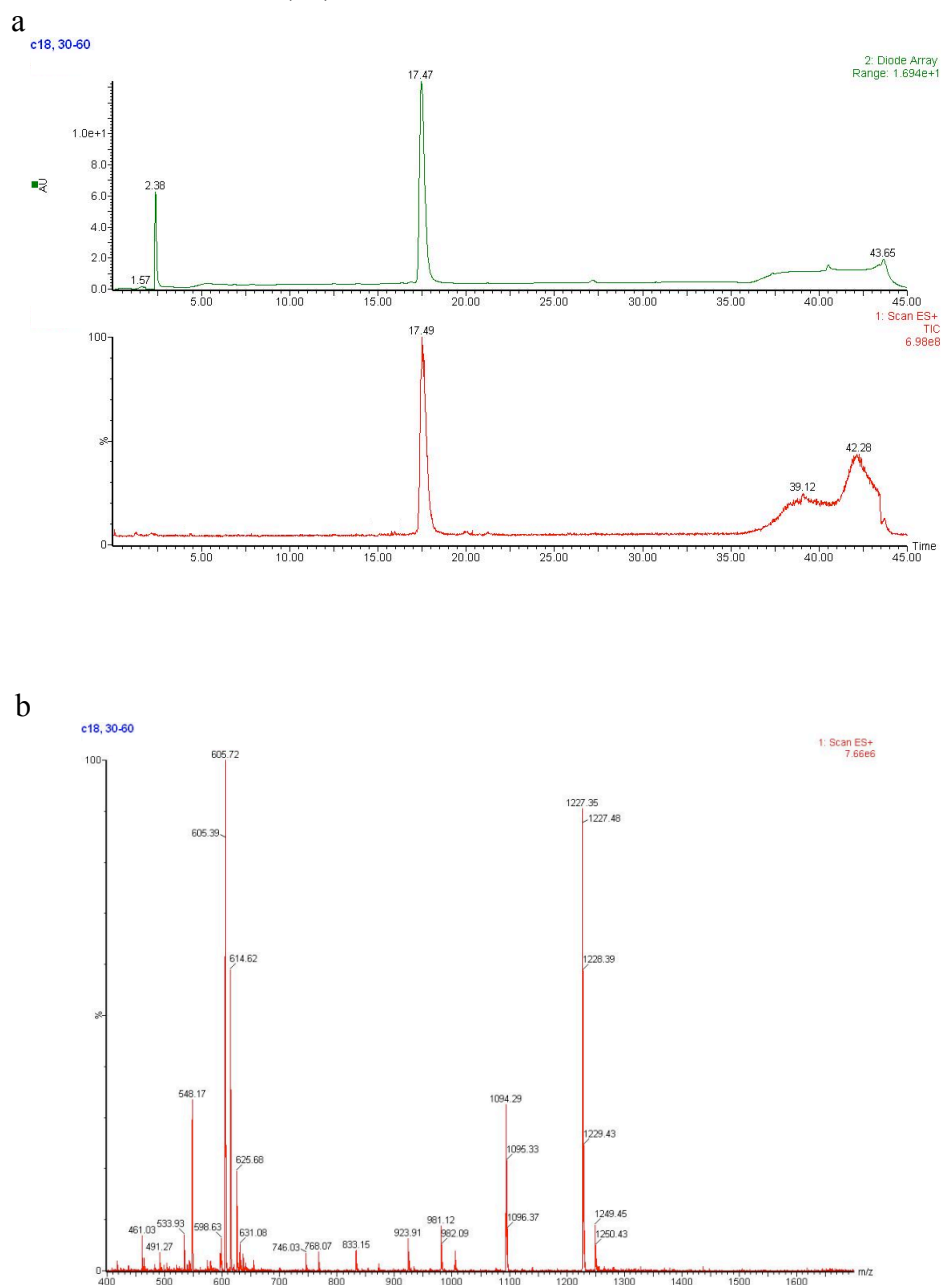 a
c18, 30-60
2: Diode Array
Range: 1.694e+1
17.47
1.0e+1
8.0
2.38
6.0
AU
4.0
2.0
43.65
1.57
0.0
5.00 10.00 15.00 20.00 25.00 30.00 35.00 40.00 45.00
1: Scan ES+
TIC
6.98e8
17.49
100
%
42.28
39.12
0
Time
5.00 10.00 15.00 20.00 25.00 30.00 35.00 40.00 45.00
b
c18, 30-60
1: Scan ES+
7.66e6
100
605.72
1227.35
1227.48
605.39
614.62
1228.39
%
548.17
1094.29
1095.33
1229.43
625.68
1096.37
1249.45
981.12
461.03
533.93
598.63
631.08
923.91
982.09
1250.43
491.27
746.03
768.07
833.15
0
m/z
400 500 600 700 800 900 1000 1100 1200 1300 1400 1500 1600